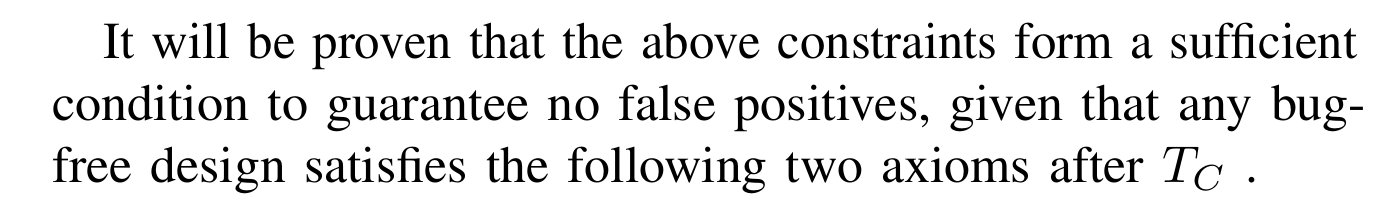 It will be proven that the above constraints form a sufficient
condition to guarantee no false positives, given that any bug-
free design satisfies the following two axioms after T_C .